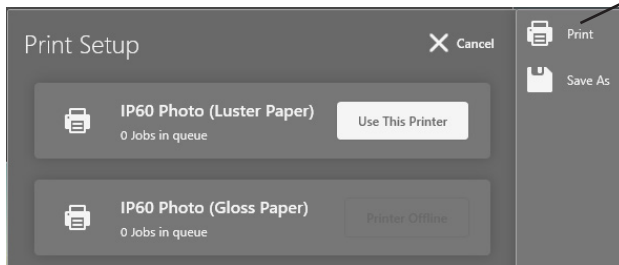 Print Setup
Cancel
IP60 Photo (Luster Paper)
0 Jobs in queue
Use This Printer
IP60 Photo (Gloss Paper)
0 Jobs in queue
Printer Offline
Print
Save As